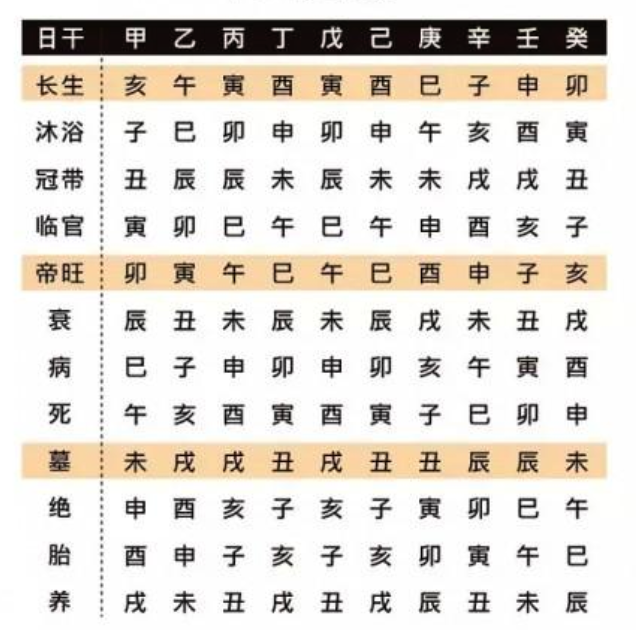 日干 甲 乙 丙 丁 戊 己 庚 辛 壬 癸
长生 亥 午 寅 酉 寅 酉 巳 子 申 卯
沐浴 子 巳 卯 申 卯 申 午 亥 酉 寅
冠带 丑 辰 辰 未 辰 未 未 戌 戌 丑
临官 寅 卯 巳 午 巳 午 申 酉 亥 子
帝旺 卯 寅 午 巳 午 巳 酉 申 子 亥
衰 辰 丑 未 辰 未 辰 戌 未 丑 戌
病 巳 子 申 卯 申 卯 亥 午 寅 酉
死 午 亥 酉 寅 酉 寅 子 巳 卯 申
墓 未 戌 戌 丑 戌 丑 丑 辰 辰 未
绝 申 酉 亥 子 亥 子 寅 卯 巳 午
胎 酉 申 子 亥 子 亥 卯 寅 午 巳
养 戌 未 丑 戌 丑 戌 辰 丑 未 辰